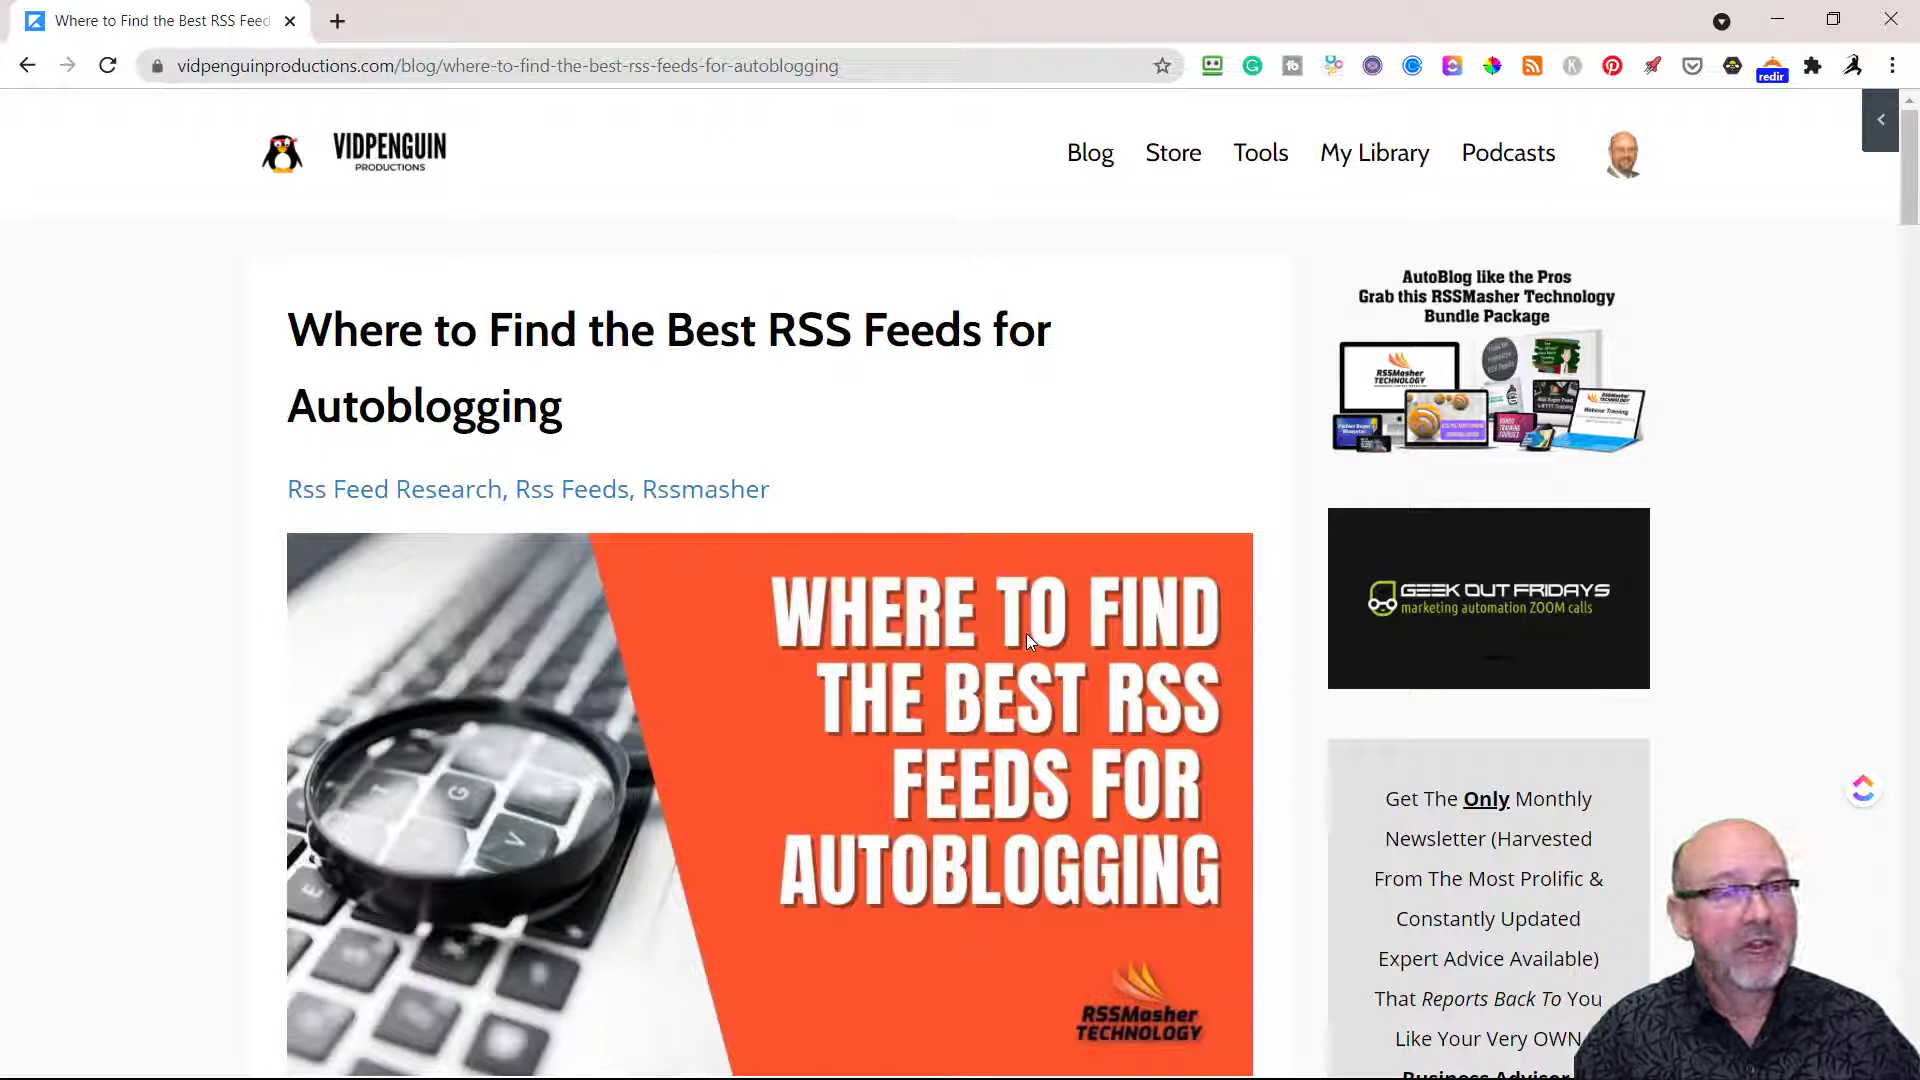 Where to Find the Best RSS Feed
vidpenguinproductions.com/blog/where-to-find-the-best-rss-feeds-for-autoblogging
redir
VIDPENGUIN
PRODUCTIONS
Blog
Store
Tools
My Library
Podcasts
Where to Find the Best RSS Feeds for
Autoblogging
Rss Feed Research, Rss Feeds, Rssmasher
WHERE TO FIND
THE BEST RSS
FEEDS FOR
AUTOBLOGGING
RSSMasher
TECHNOLOGY
AutoBlog like the Pros
Grab this RSSMasher Technology
Bundle Package
RSSMasher
TECHNOLOGY
GEEK OUT FRIDAYS
marketing automation ZOOM calls
Get The Only Monthly
Newsletter (Harvested
From The Most Prolific &
Constantly Updated
Expert Advice Available)
That Reports Back To You
Like Your Very OWN
Business Advisor